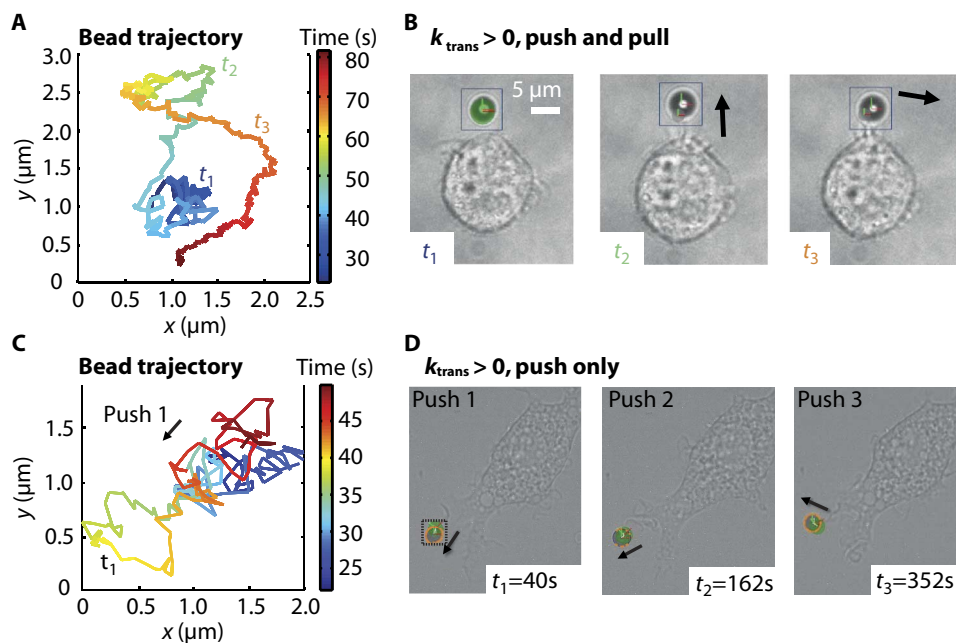 A
Bead trajectory
Time (s)
3.0
2.5
2.0
1.5
1.0
0.5
0
y (μm)
0
0.5
1.0
1.5
2.0
2.5
x (μm)
t2
t3
t1
80
70
60
50
40
30
B
k trans > 0, push and pull
5 μm
t1
t2
t3
C
Bead trajectory
Time (s)
Push 1
1.5
1.0
0.5
0
y (μm)
t1
0
0.5
1.0
1.5
2.0
x (μm)
45
40
35
30
25
D
k trans > 0, push only
Push 1
Push 2
Push 3
t1=40s
t2=162s
t3=352s